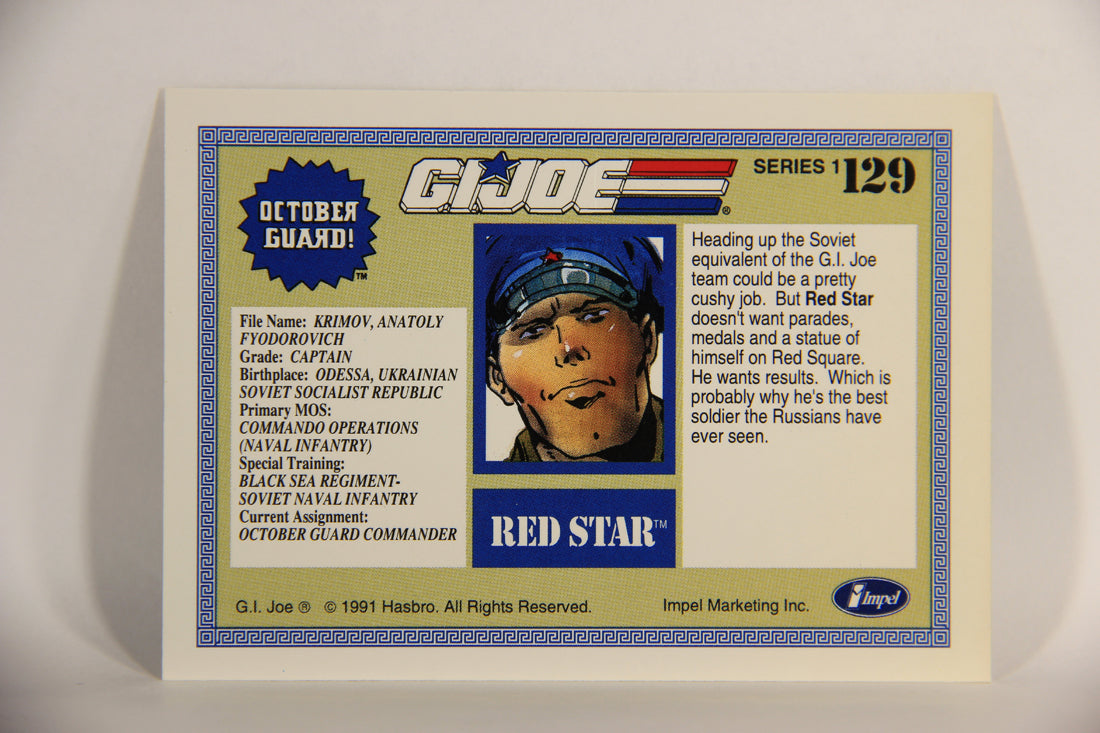 OCTOBER
GUARD!
TM
G.I. JOE
®
SERIES 1 129
File Name: KRIMOV, ANATOLY
FYODOROVICH
Grade: CAPTAIN
Birthplace: ODESSA, UKRAINIAN
SOVIET SOCIALIST REPUBLIC
Primary MOS:
COMMANDO OPERATIONS
(NAVAL INFANTRY)
Special Training:
BLACK SEA REGIMENT-
SOVIET NAVAL INFANTRY
Current Assignment:
OCTOBER GUARD COMMANDER
RED STAR TM
Heading up the Soviet
equivalent of the G.I. Joe
team could be a pretty
cushy job. But Red Star
doesn't want parades,
medals and a statue of
himself on Red Square.
He wants results. Which is
probably why he's the best
soldier the Russians have
ever seen.
G.I. Joe ® © 1991 Hasbro. All Rights Reserved.
Impel Marketing Inc.
Impel